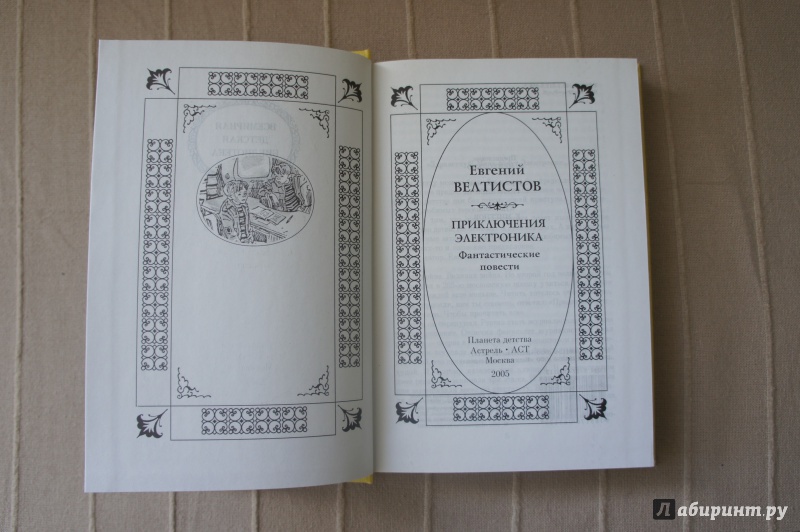 Евгений
ВЕЛТИСТОВ
ПРИКЛЮЧЕНИЯ
ЭЛЕКТРОНИКА
Фантастические
повести
Планета детства
Астрель • АСТ
Москва
2005
Лабиринт.ру